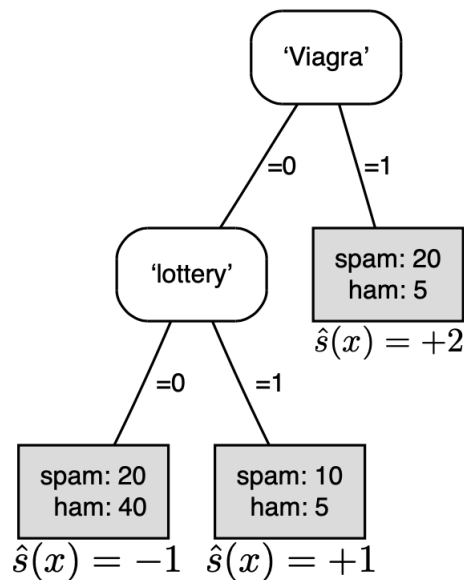 ‘Viagra’
=0
=1
‘lottery’
spam: 20
ham: 5
ŝ(x) = +2
=0
=1
spam: 20
ham: 40
spam: 10
ham: 5
ŝ(x) = −1
ŝ(x) = +1